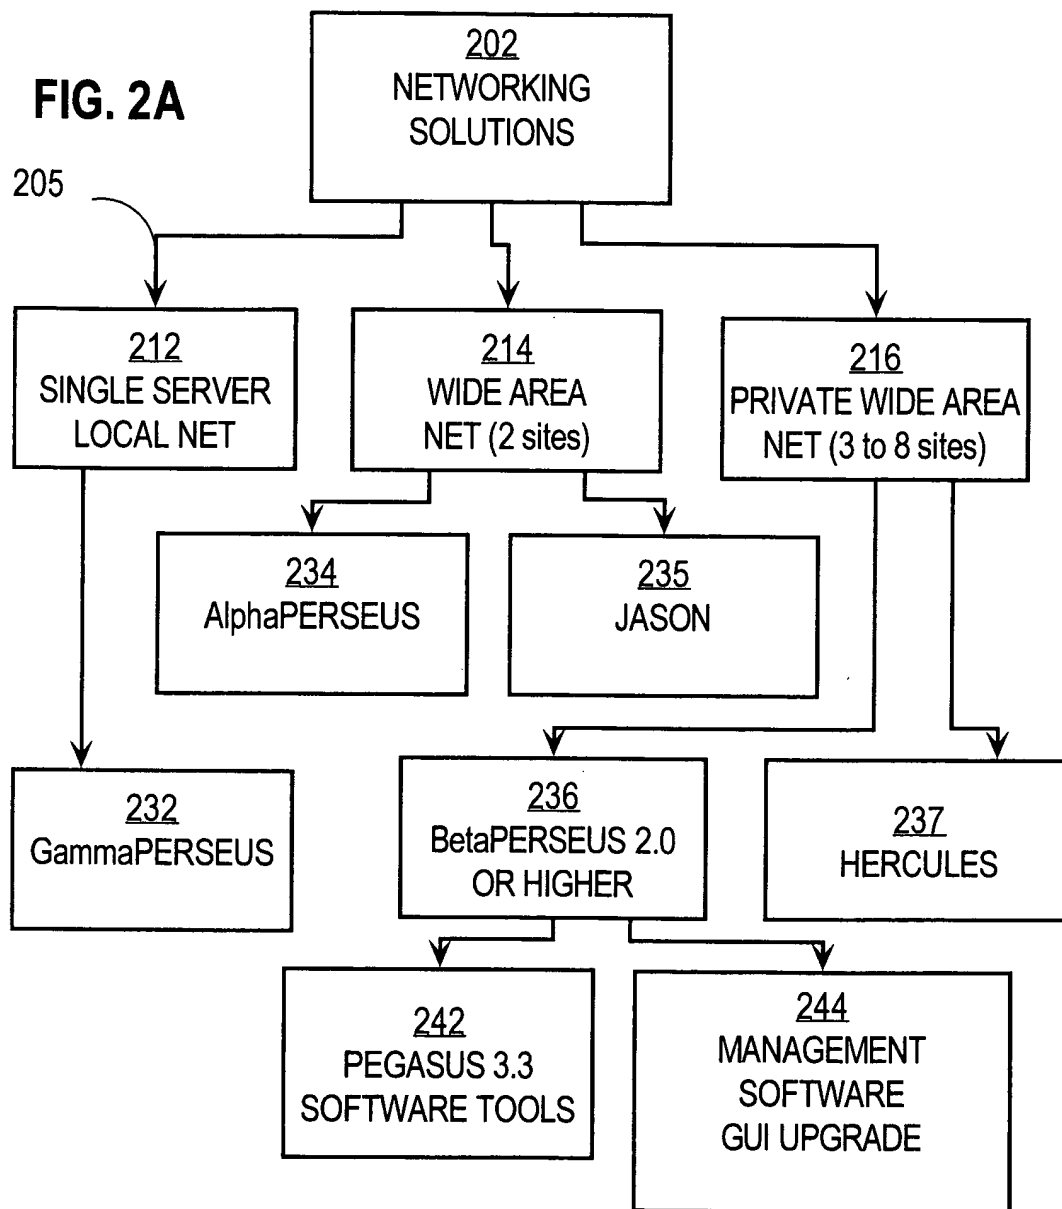 FIG. 2A
205
202
NETWORKING
SOLUTIONS
212
SINGLE SERVER
LOCAL NET
214
WIDE AREA
NET (2 sites)
216
PRIVATE WIDE AREA
NET (3 to 8 sites)
234
AlphaPERSEUS
235
JASON
232
GammaPERSEUS
236
BetaPERSEUS 2.0
OR HIGHER
237
HERCULES
242
PEGASUS 3.3
SOFTWARE TOOLS
244
MANAGEMENT
SOFTWARE
GUI UPGRADE